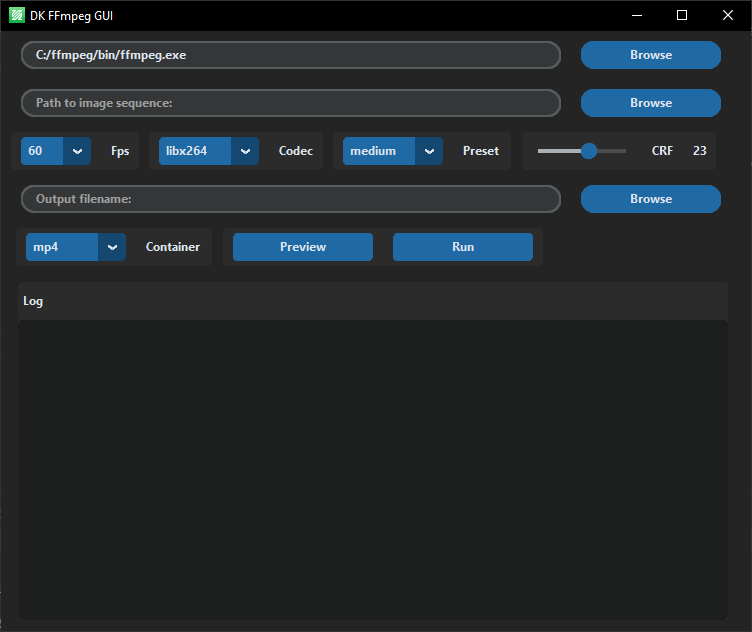 DK FFmpeg GUI
C:/ffmpeg/bin/ffmpeg.exe Browse
Path to image sequence: Browse
60 Fps libx264 Codec medium Preset CRF 23
Output filename: Browse
mp4 Container Preview Run
Log